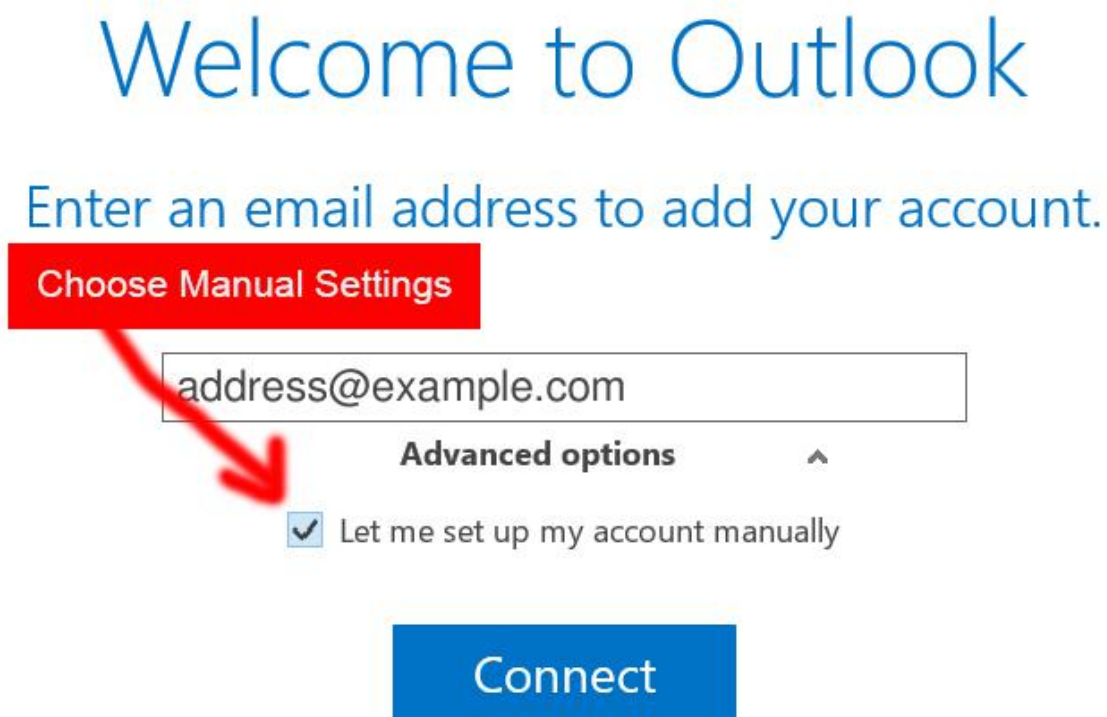 Welcome to Outlook
Enter an email address to add your account.
Choose Manual Settings
address@example.com
Advanced options
Let me set up my account manually
Connect